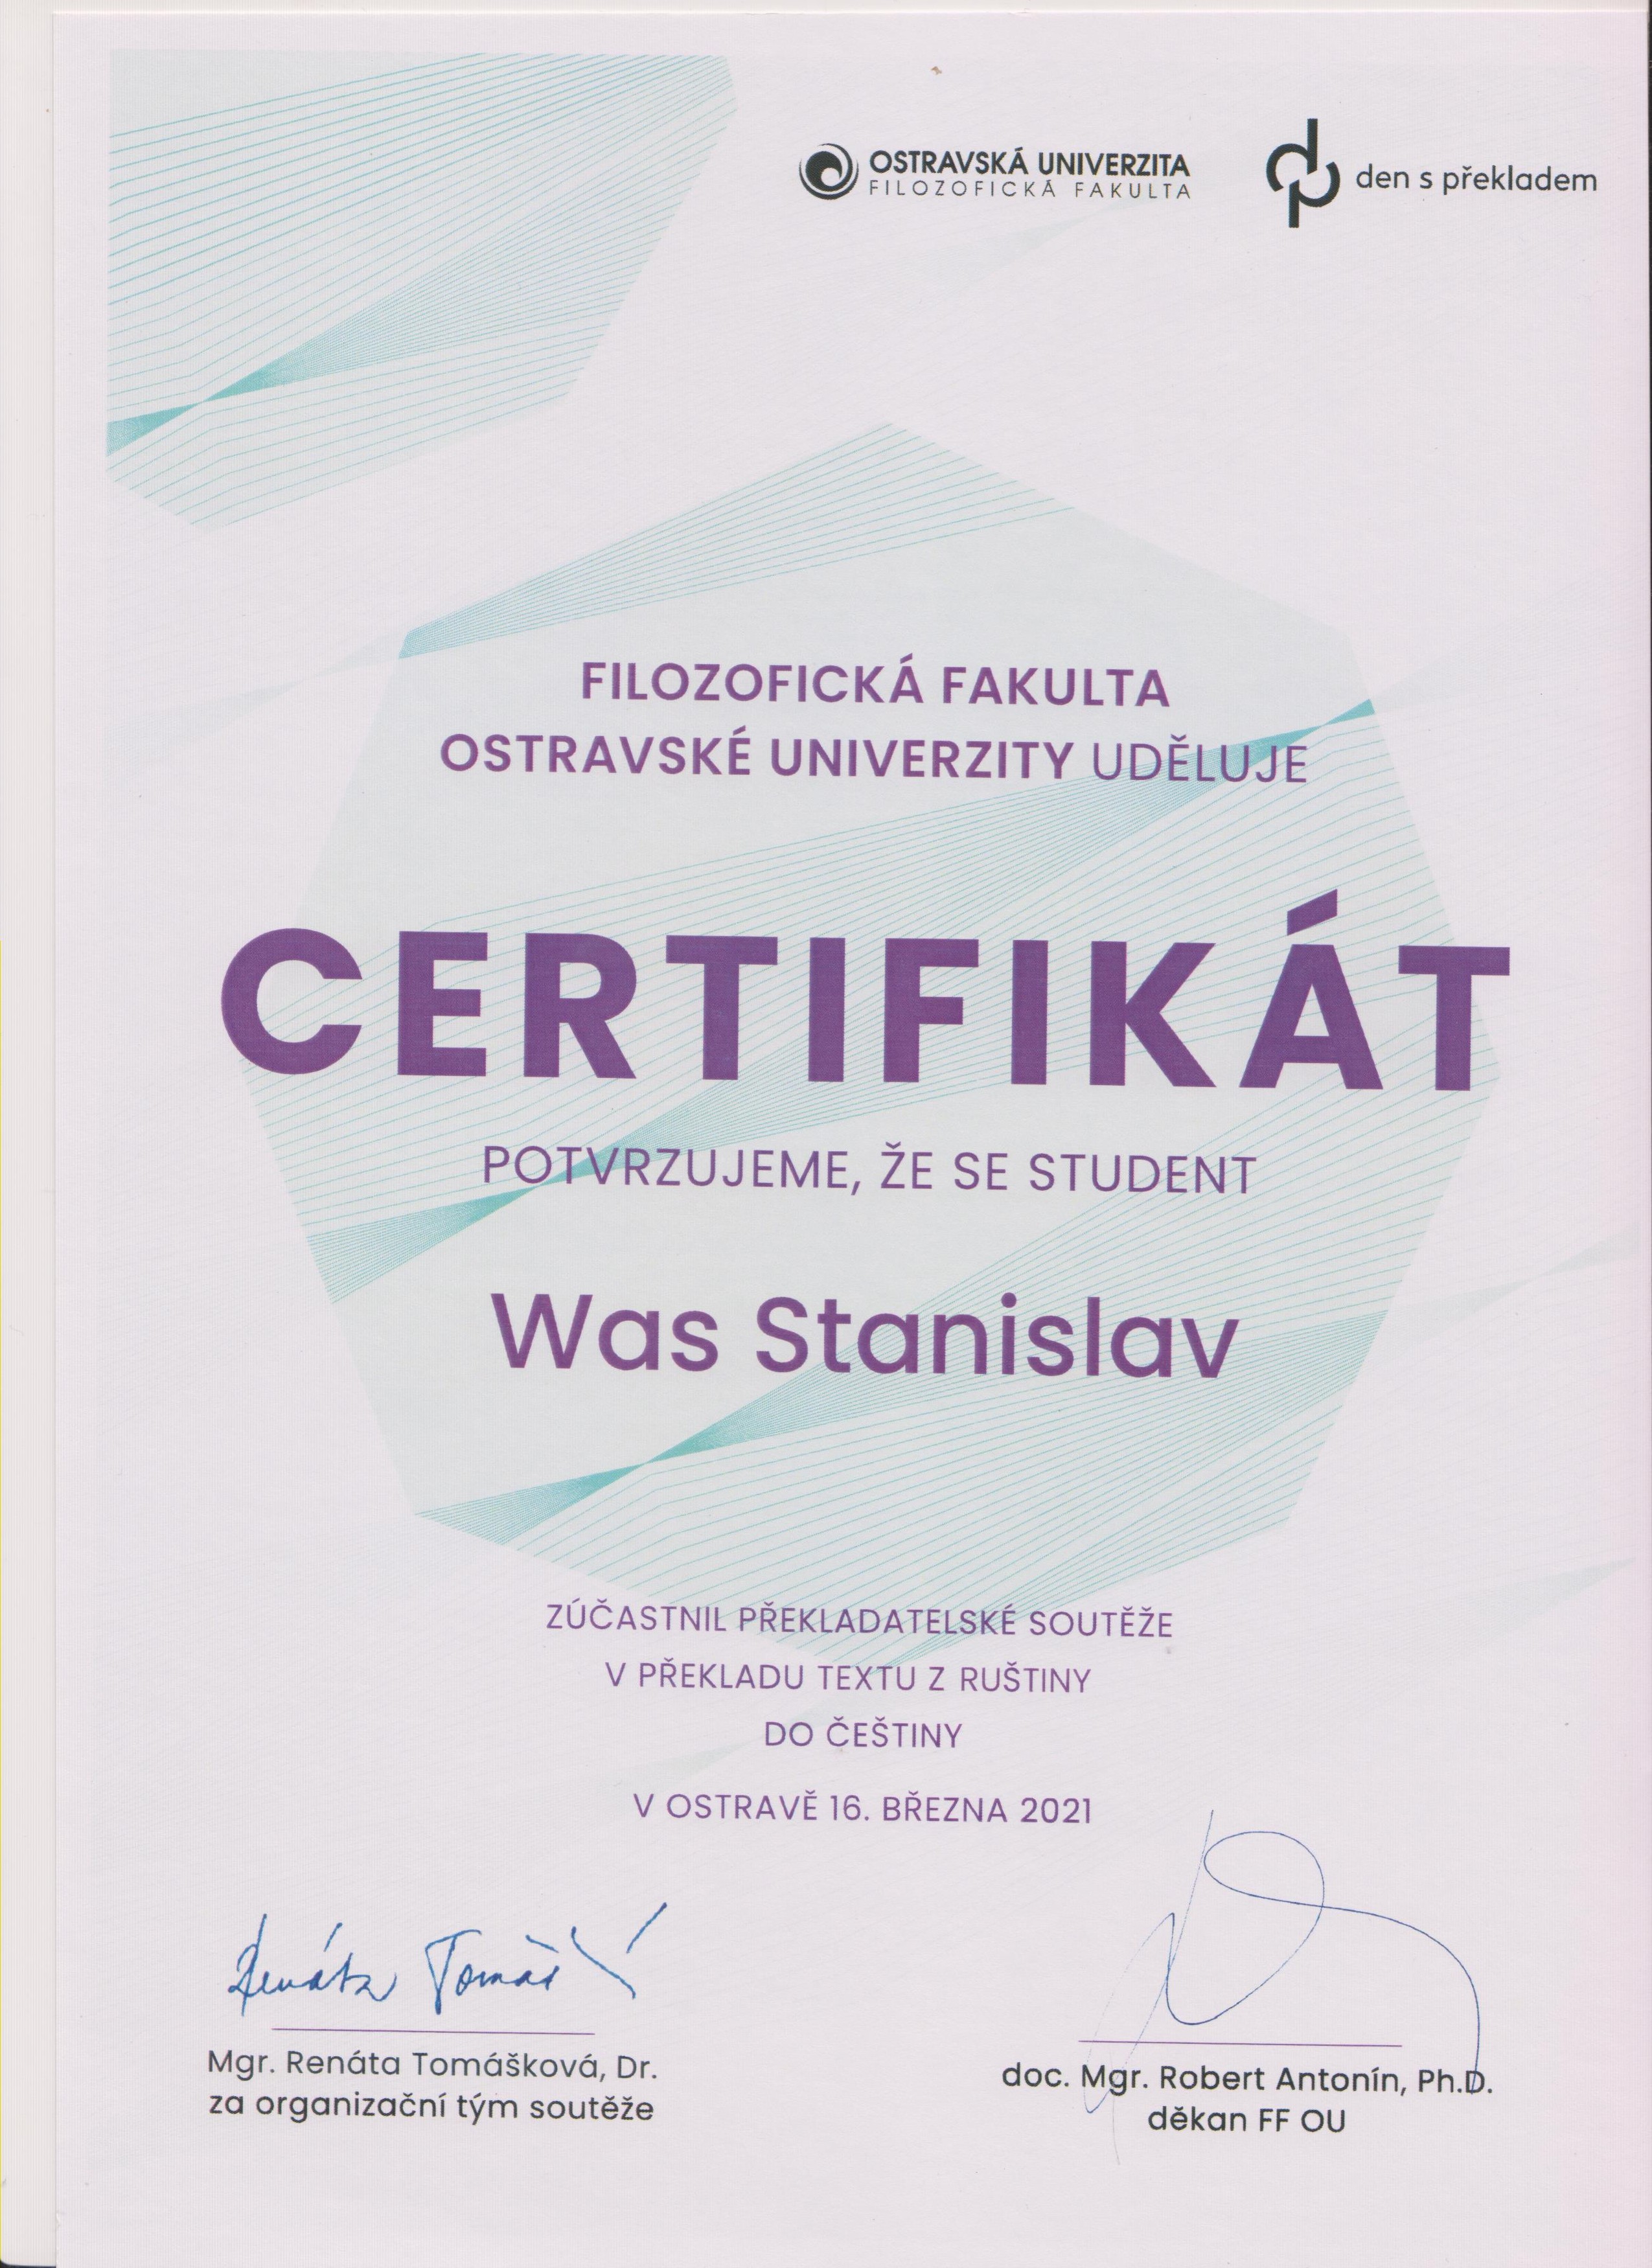 OSTRAVSKÁ UNIVERZITA
FILOZOFICKÁ FAKULTA
den s překladem
FILOZOFICKÁ FAKULTA
OSTRAVSKÉ UNIVERZITY UDĚLUJE
CERTIFIKÁT
POTVRZUJEME, ŽE SE STUDENT
Was Stanislav
ZÚČASTNIL PŘEKLADATELSKÉ SOUTĚŽE
V PŘEKLADU TEXTU Z RUŠTINY
DO ČEŠTINY
V OSTRAVĚ 16. BŘEZNA 2021
Renáta Tomáš
Mgr. Renáta Tomášková, Dr.
za organizační tým soutěže
doc. Mgr. Robert Antonín, Ph.D.
děkan FF OU